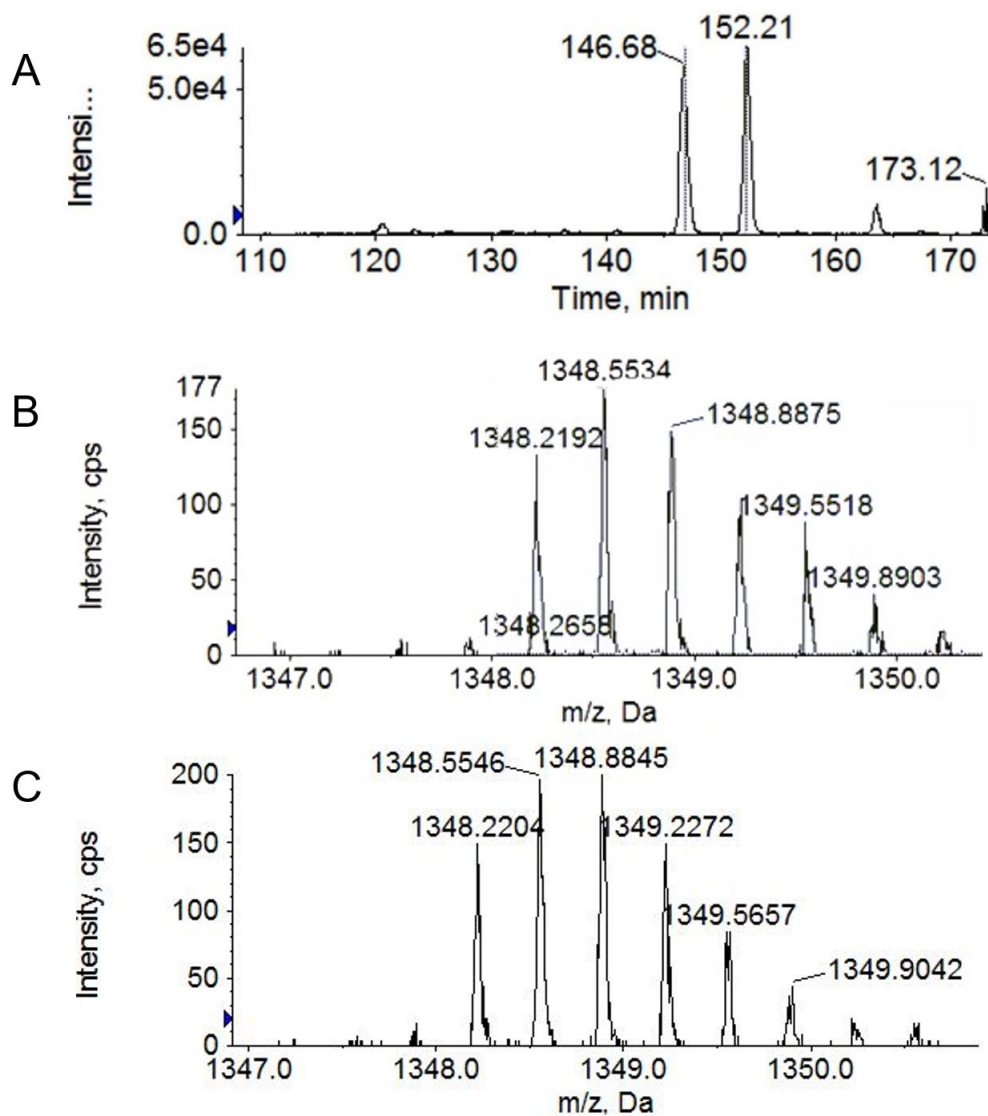 A
Intensi...
6.5e4
5.0e4
0.0
146.68
152.21
173.12
110 120 130 140 150 160 170
Time, min
B
Intensity, cps
177
150
100
50
0
1348.5534
1348.2192
1348.8875
1349.5518
1349.8903
1348.2658
1347.0 1348.0 1349.0 1350.0
m/z, Da
C
Intensity, cps
200
150
100
50
0
1348.5546
1348.8845
1348.2204
1349.2272
1349.5657
1349.9042
1347.0 1348.0 1349.0 1350.0
m/z, Da